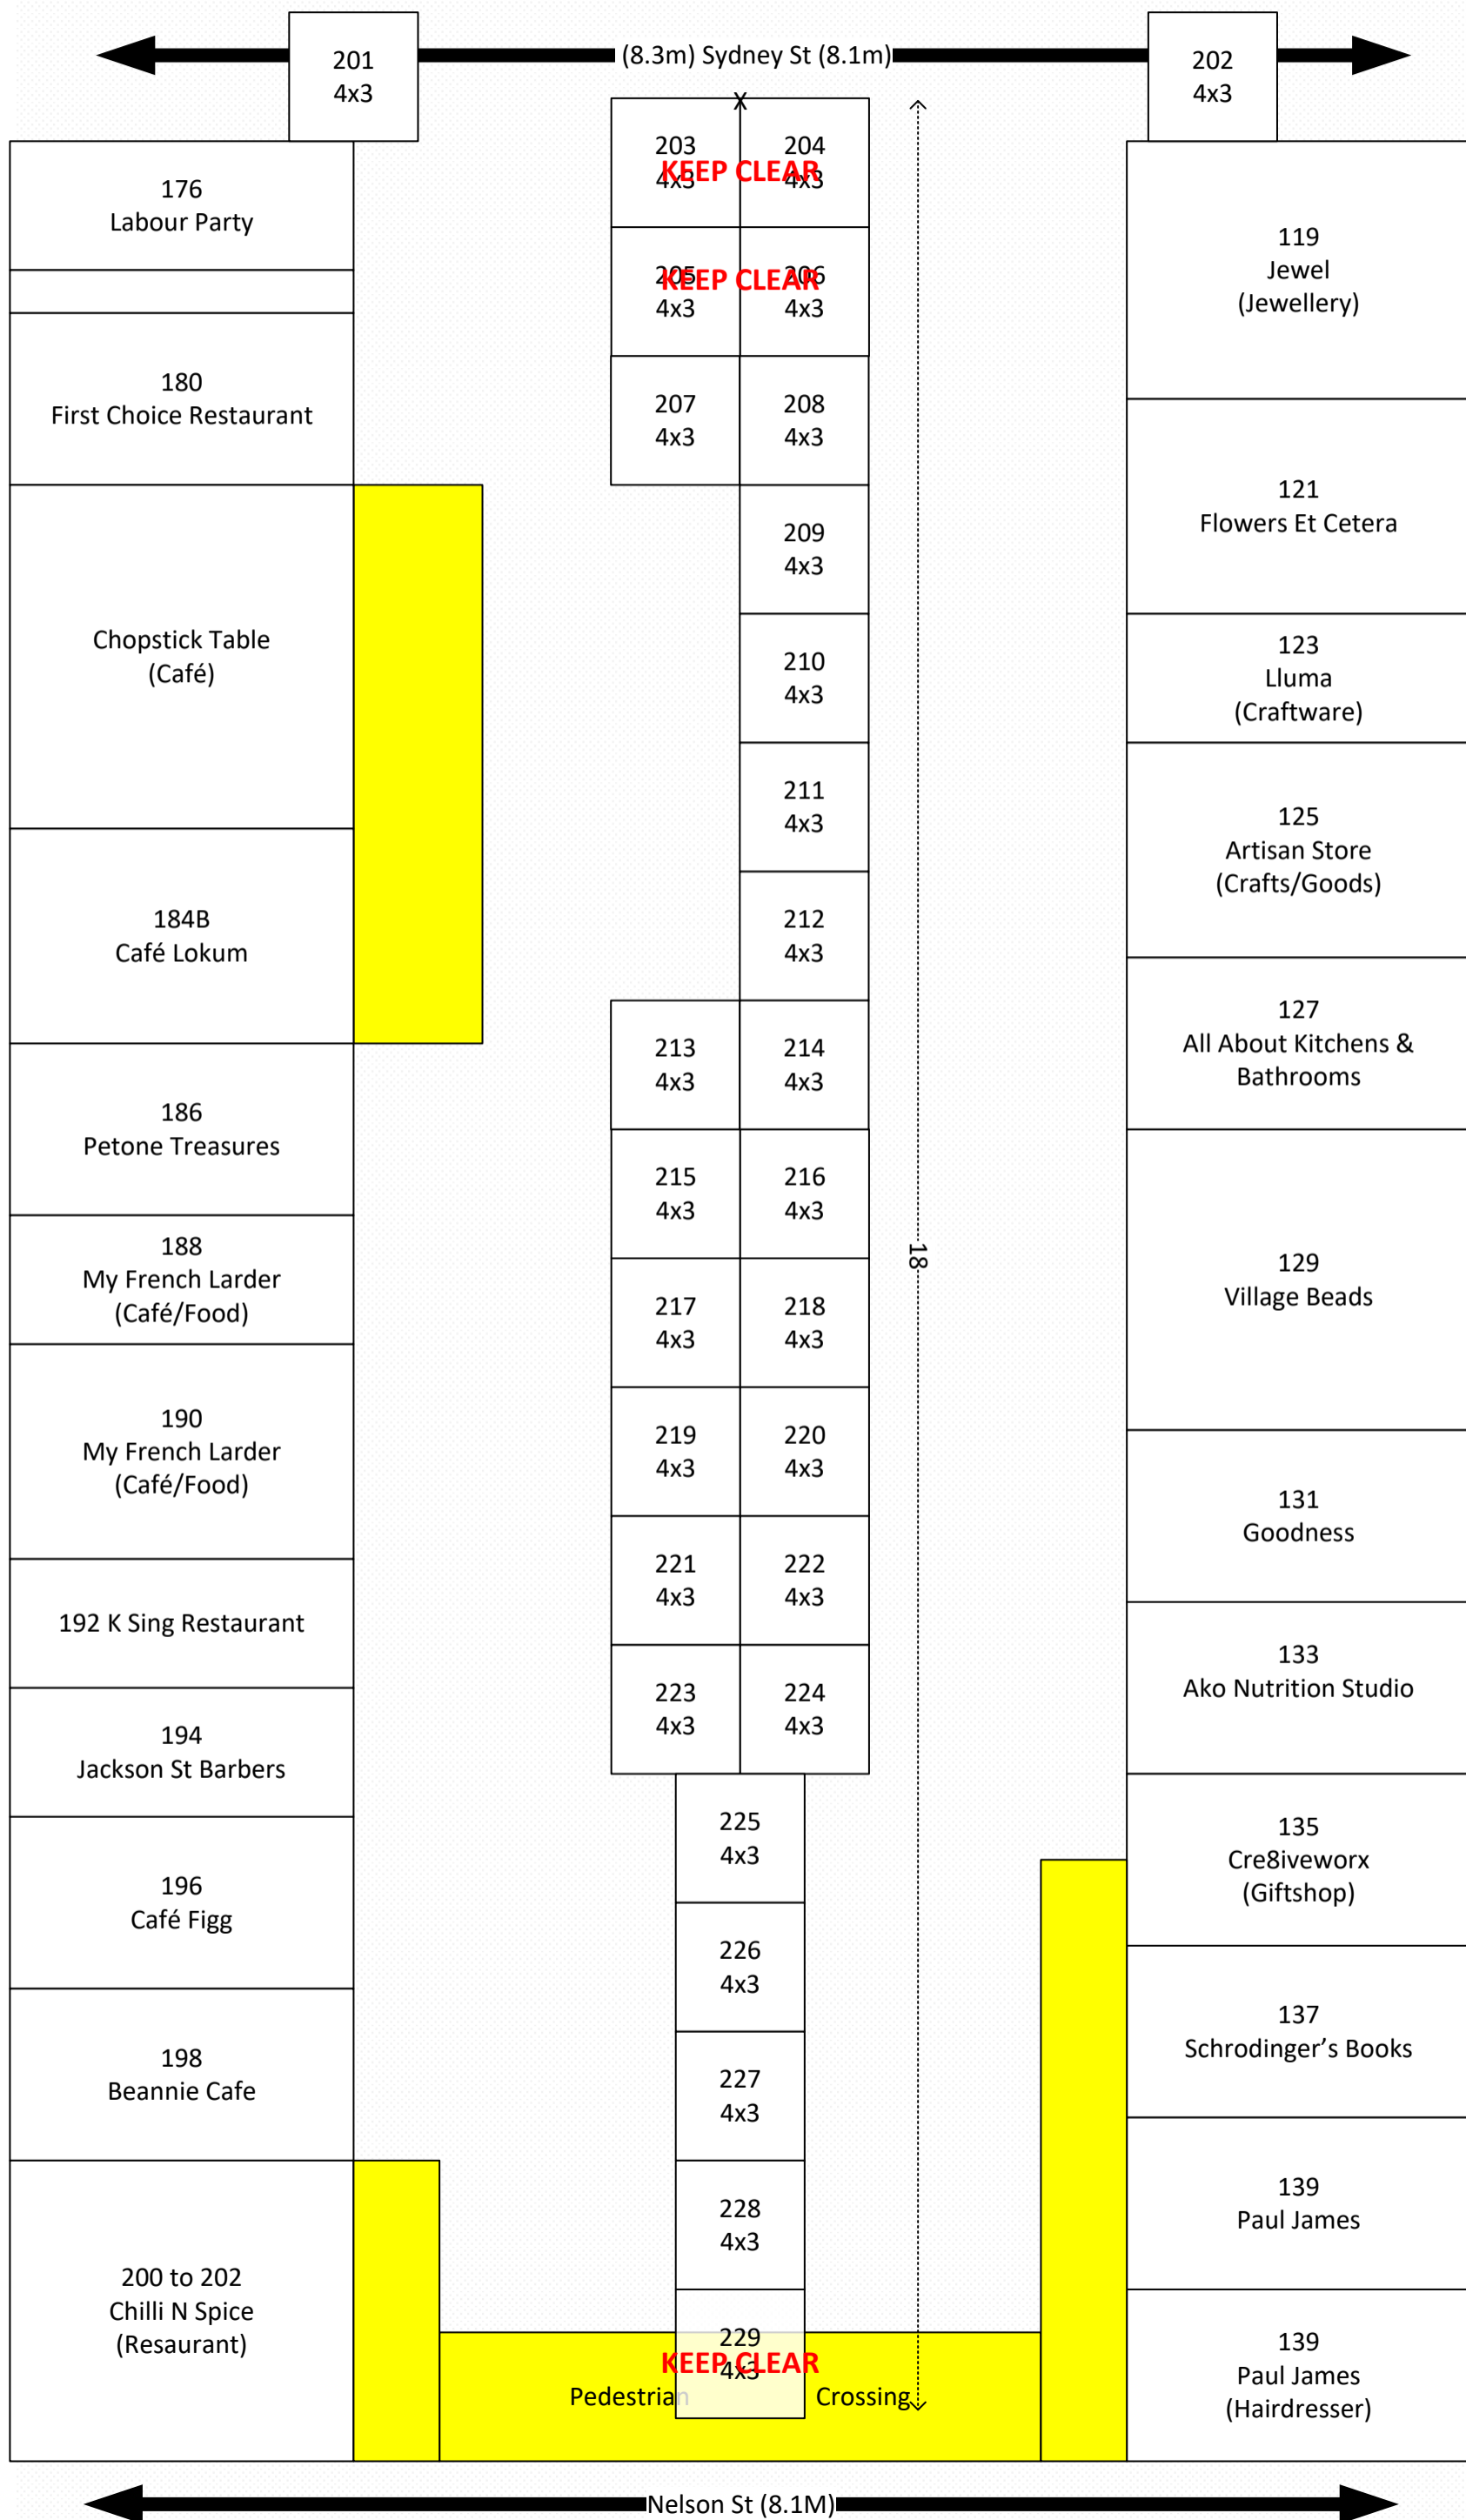 (8.3m) Sydney St (8.1m)
201
4x3
202
4x3
X
203
4x3
204
4x3
KEEP CLEAR
205
4x3
206
4x3
KEEP CLEAR
207
4x3
208
4x3
209
4x3
210
4x3
211
4x3
212
4x3
213
4x3
214
4x3
215
4x3
216
4x3
217
4x3
218
4x3
219
4x3
220
4x3
221
4x3
222
4x3
223
4x3
224
4x3
225
4x3
226
4x3
227
4x3
228
4x3
229
4x3
KEEP CLEAR
Pedestrian Crossing
18
176
Labour Party
180
First Choice Restaurant
Chopstick Table
(Café)
184B
Café Lokum
186
Petone Treasures
188
My French Larder
(Café/Food)
190
My French Larder
(Café/Food)
192 K Sing Restaurant
194
Jackson St Barbers
196
Café Figg
198
Beannie Cafe
200 to 202
Chilli N Spice
(Resaurant)
119
Jewel
(Jewellery)
121
Flowers Et Cetera
123
Lluma
(Craftware)
125
Artisan Store
(Crafts/Goods)
127
All About Kitchens &
Bathrooms
129
Village Beads
131
Goodness
133
Ako Nutrition Studio
135
Cre8iveworx
(Giftshop)
137
Schrodinger’s Books
139
Paul James
139
Paul James
(Hairdresser)
Nelson St (8.1M)